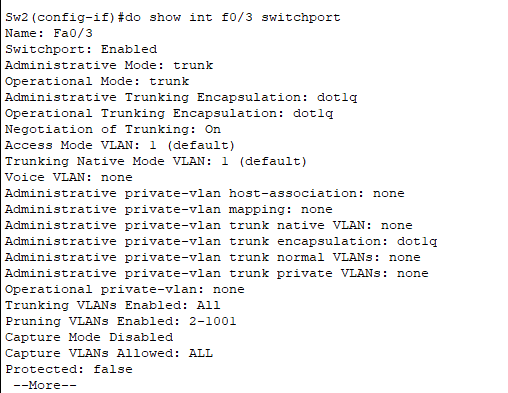 Sw2(config-if)#do show int f0/3 switchport
Name: Fa0/3
Switchport: Enabled
Administrative Mode: trunk
Operational Mode: trunk
Administrative Trunking Encapsulation: dot1q
Operational Trunking Encapsulation: dot1q
Negotiation of Trunking: On
Access Mode VLAN: 1 (default)
Trunking Native Mode VLAN: 1 (default)
Voice VLAN: none
Administrative private-vlan host-association: none
Administrative private-vlan mapping: none
Administrative private-vlan trunk native VLAN: none
Administrative private-vlan trunk encapsulation: dot1q
Administrative private-vlan trunk normal VLANs: none
Administrative private-vlan trunk private VLANs: none
Operational private-vlan: none
Trunking VLANs Enabled: All
Pruning VLANs Enabled: 2-1001
Capture Mode Disabled
Capture VLANs Allowed: ALL
Protected: false
--More--